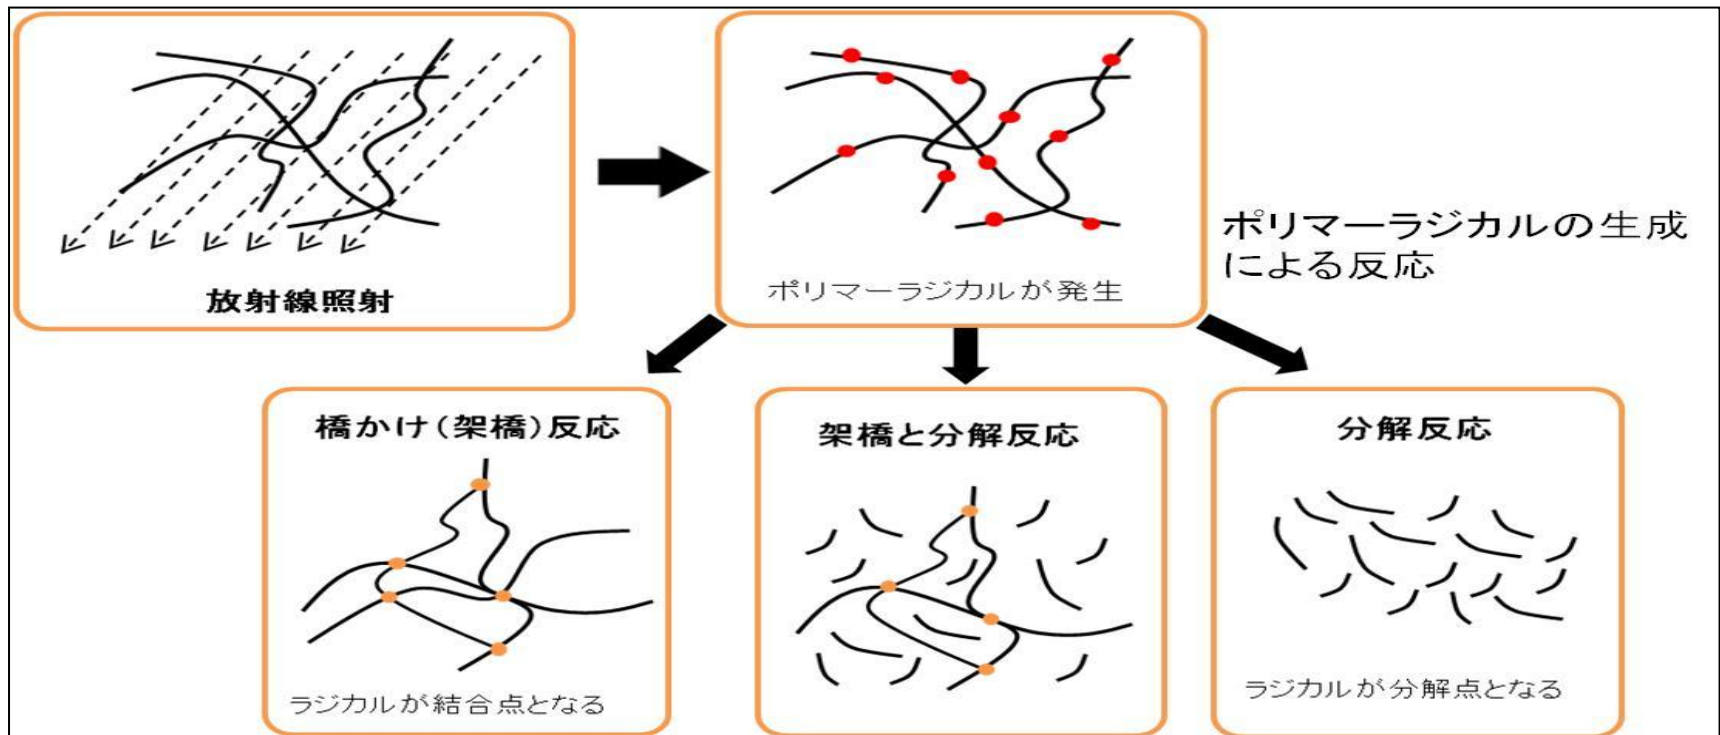 放射線照射
ポリマーラジカルが発生
ポリマーラジカルの生成
による反応
橋かけ(架橋)反応
ラジカルが結合点となる
架橋と分解反応
分解反応
ラジカルが分解点となる